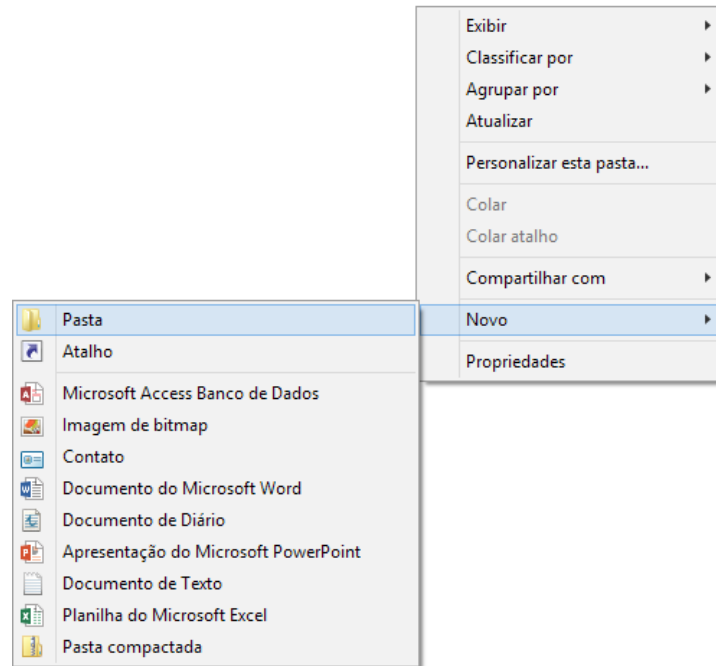 Exibir
Classificar por
Agrupar por
Atualizar
Personalizar esta pasta...
Colar
Colar atalho
Compartilhar com
Novo
Propriedades
Pasta
Atalho
Microsoft Access Banco de Dados
Imagem de bitmap
Contato
Documento do Microsoft Word
Documento de Diário
Apresentação do Microsoft PowerPoint
Documento de Texto
Planilha do Microsoft Excel
Pasta compactada